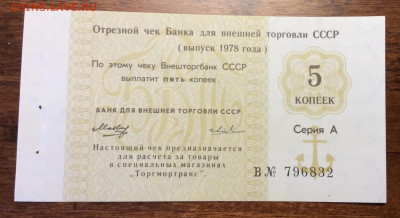 Отрезной чек Банка для внешней торговли СССР
(выпуск 1978 года)
По этому чеку Внешторгбанк СССР
выплатит пять копеек.
БАНК ДЛЯ ВНЕШНЕЙ ТОРГОВЛИ СССР
Настоящий чек предназначается
для расчета за товары
в специальных магазинах
„Торгмортранс".
5
КОПЕЕК
Серия А
В№ 796832